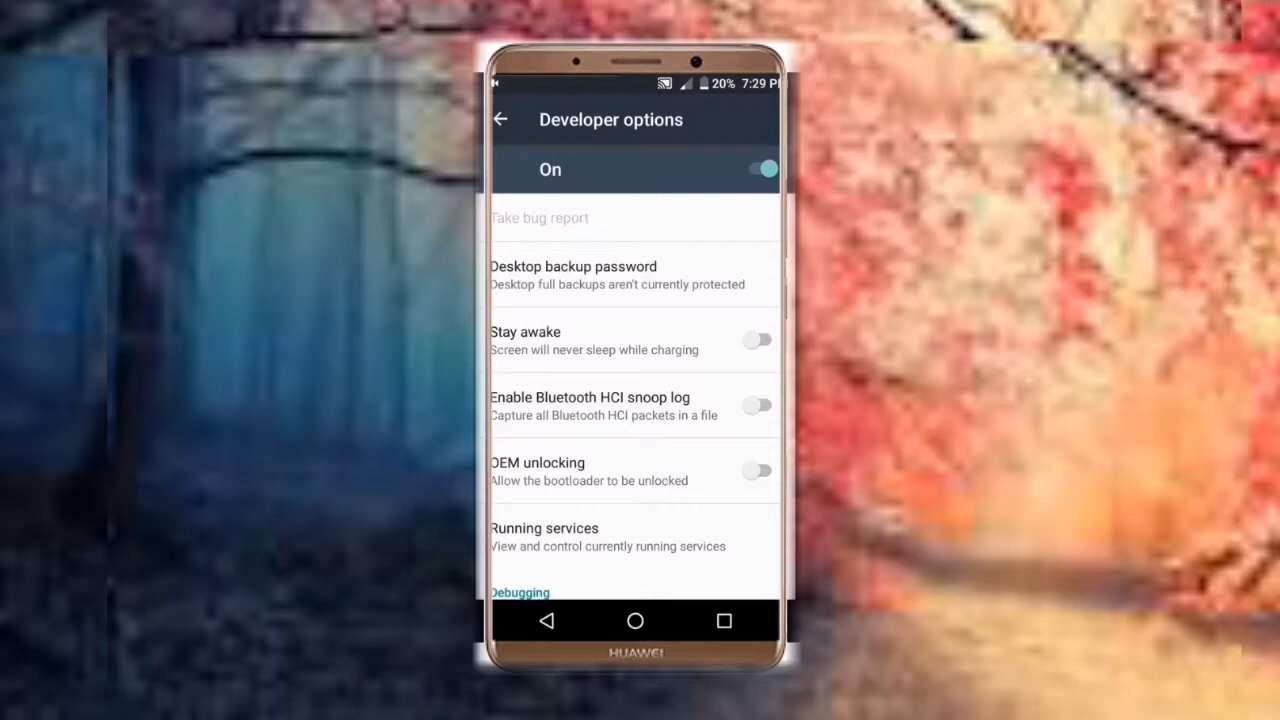 20% 7:29 P
Developer options
On
Take bug report
Desktop backup password
Desktop full backups aren't currently protected
Stay awake
Screen will never sleep while charging
Enable Bluetooth HCI snoop log
Capture all Bluetooth HCI packets in a file
OEM unlocking
Allow the bootloader to be unlocked
Running services
View and control currently running services
Debugging
HUAWEI